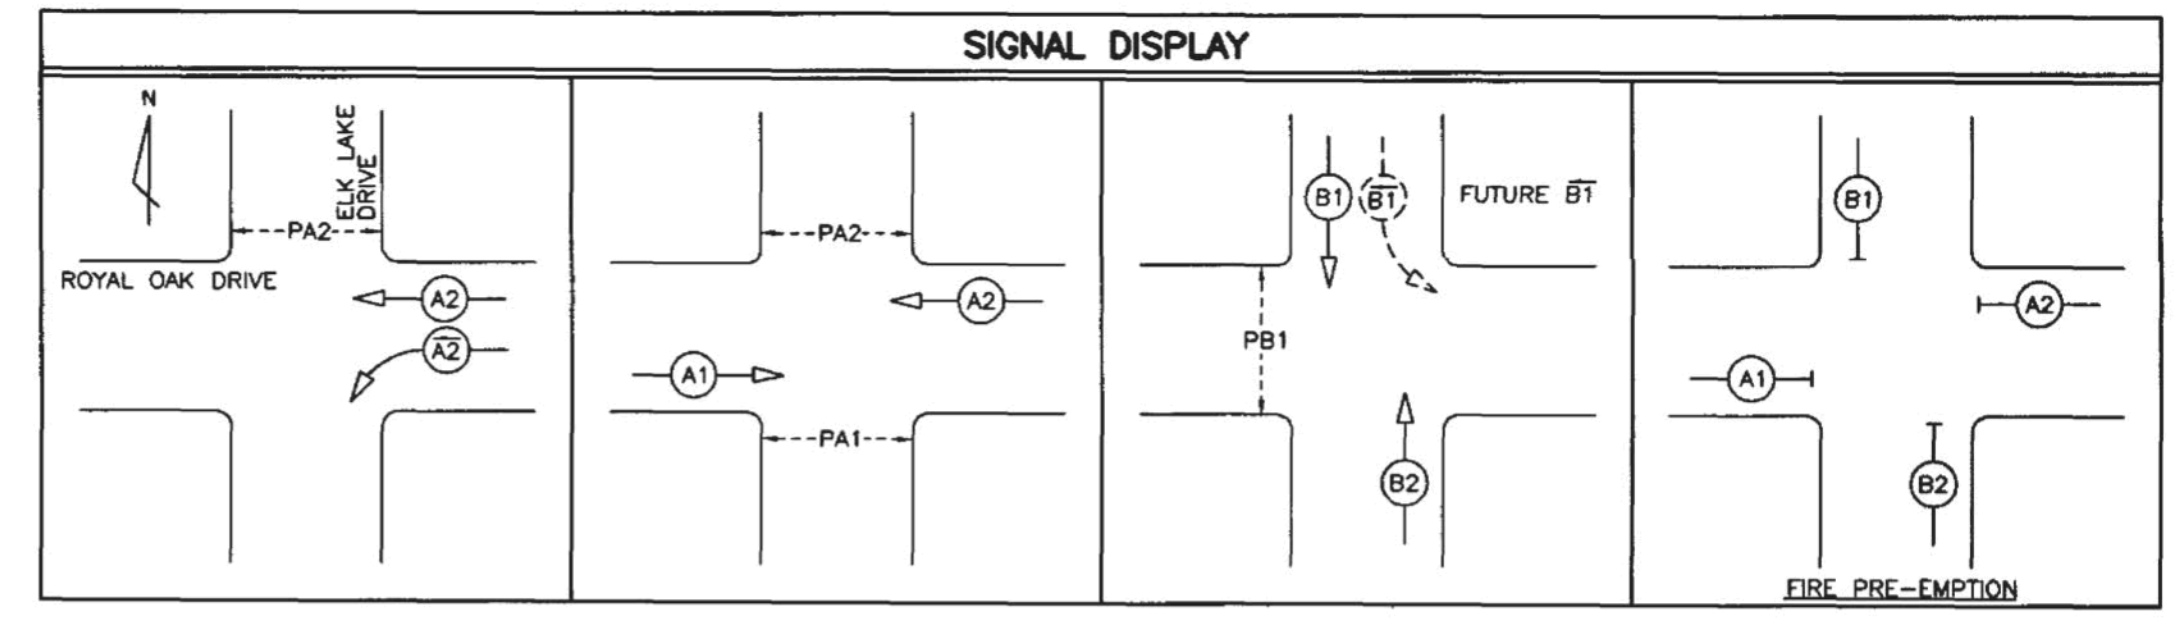 SIGNAL DISPLAY
N
ELK LAKE
DRIVE
PA2
ROYAL OAK DRIVE
A2
A2̅
PA2
A2
A1
PA1
B1
B1̅
FUTURE B1̅
PB1
B2
B1
A2
A1
B2
FIRE PRE-EMPTION